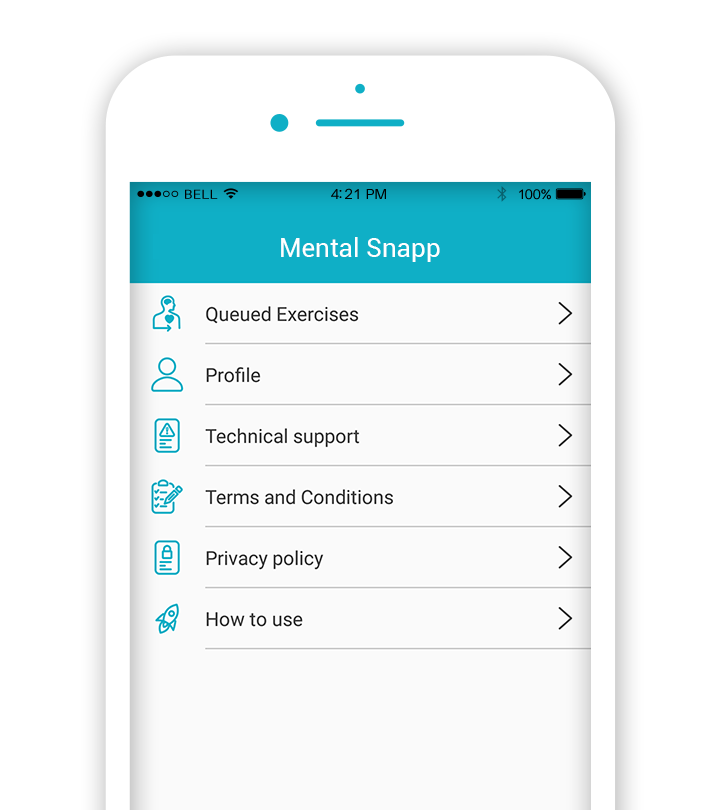 BELL 4:21 PM 100%
Mental Snapp
Queued Exercises
Profile
Technical support
Terms and Conditions
Privacy policy
How to use